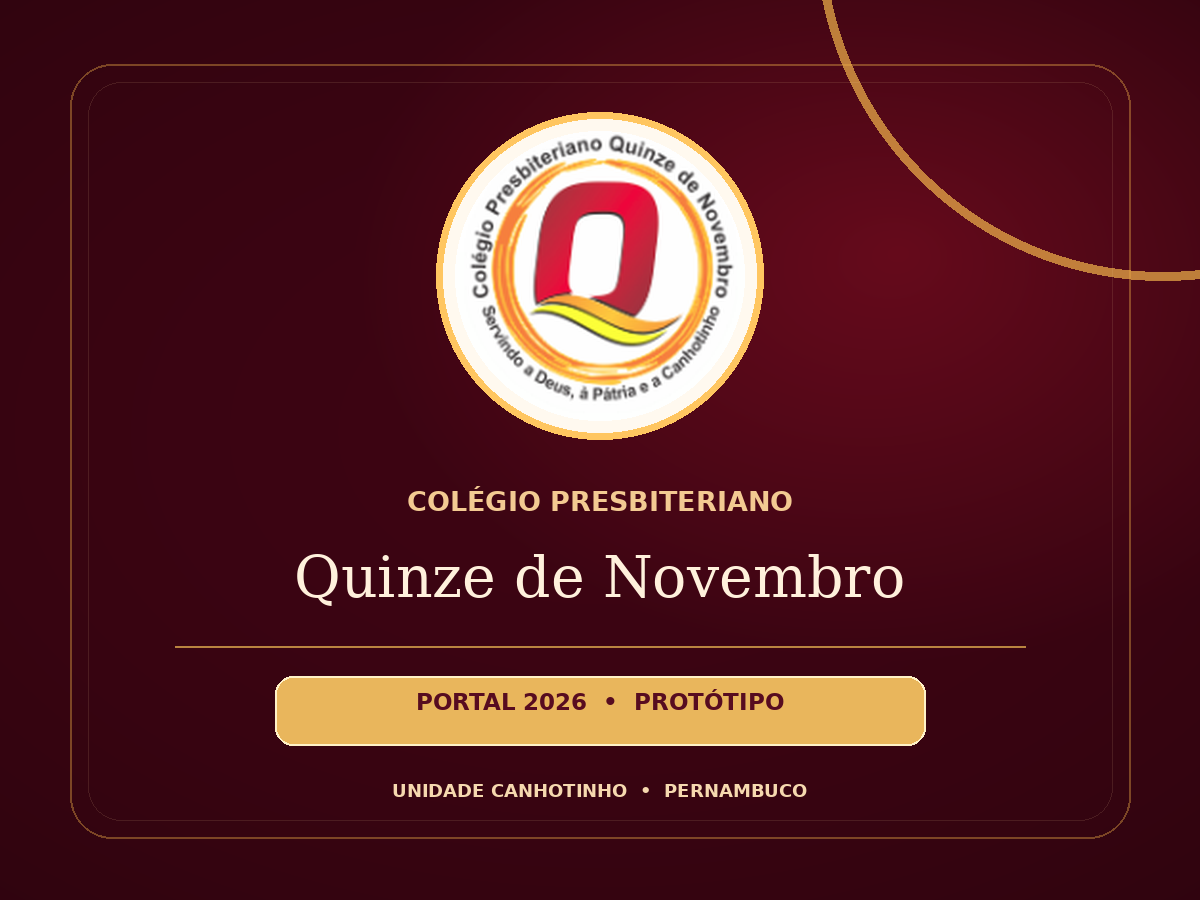 Colégio Presbiteriano Quinze de Novembro
Servindo a Deus, à Pátria e a Canhotinho
COLÉGIO PRESBITERIANO
Quinze de Novembro
PORTAL 2026 • PROTÓTIPO
UNIDADE CANHOTINHO • PERNAMBUCO